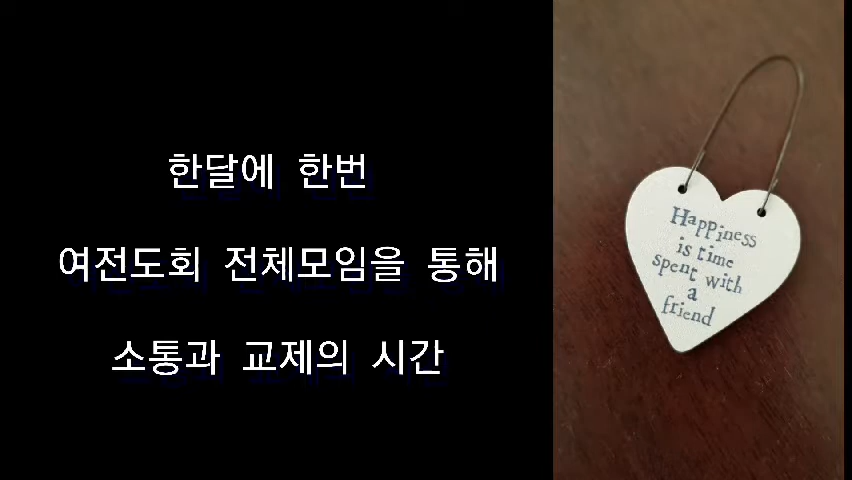 한달에 한번
여전도회 전체모임을 통해
소통과 교제의 시간
Happiness
is time
spent with
a
friend